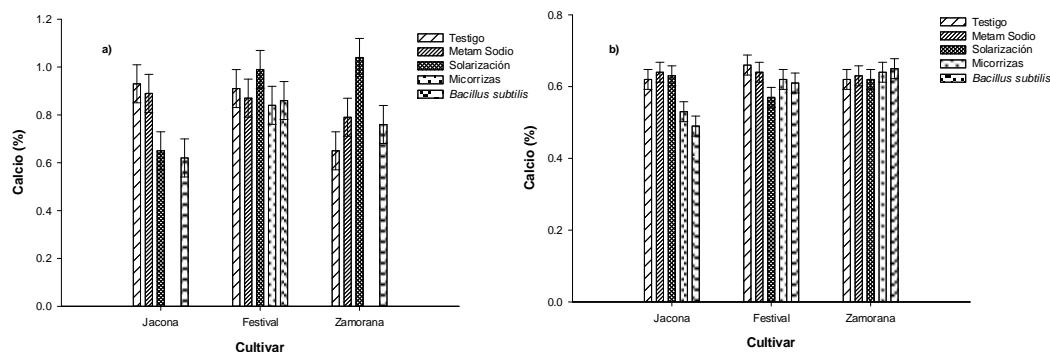 a)
Testigo
Metam Sodio
Solarización
Micorrizas
Bacillus subtilis
Calcio (%)
1.2
1.0
0.8
0.6
0.4
0.2
0.0
Jacona Festival Zamorana
Cultivar
b)
Testigo
Metam Sodio
Solarización
Micorrizas
Bacillus subtilis
Calcio (%)
0.8
0.6
0.4
0.2
0.0
Jacona Festival Zamorana
Cultivar